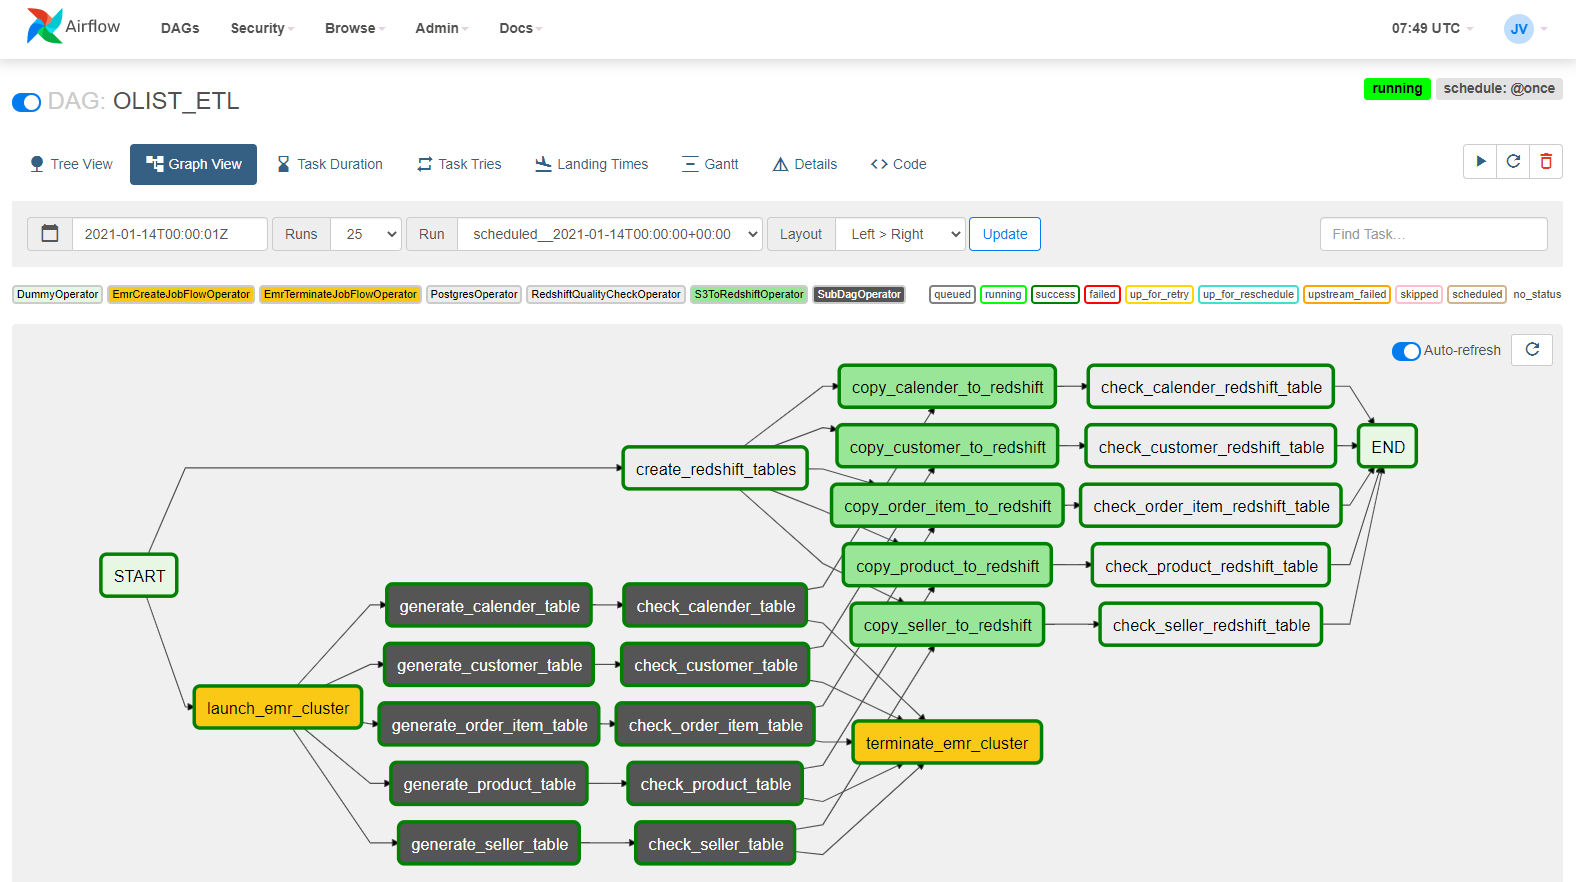 Airflow DAGs Security Browse Admin Docs 07:49 UTC JV
DAG: OLIST_ETL running schedule: @once
Tree View Graph View Task Duration Task Tries Landing Times Gantt Details Code
2021-01-14T00:00:01Z Runs 25 Run scheduled__2021-01-14T00:00:00+00:00 Layout Left > Right Update Find Task...
DummyOperator EmrCreateJobFlowOperator EmrTerminateJobFlowOperator PostgresOperator RedshiftQualityCheckOperator S3ToRedshiftOperator SubDagOperator queued running success failed up_for_retry up_for_reschedule upstream_failed skipped scheduled no_status
Auto-refresh
copy_calender_to_redshift check_calender_redshift_table
copy_customer_to_redshift check_customer_redshift_table END
create_redshift_tables
copy_order_item_to_redshift check_order_item_redshift_table
copy_product_to_redshift check_product_redshift_table
START
generate_calender_table check_calender_table
copy_seller_to_redshift check_seller_redshift_table
generate_customer_table check_customer_table
launch_emr_cluster
generate_order_item_table check_order_item_table
terminate_emr_cluster
generate_product_table check_product_table
generate_seller_table check_seller_table